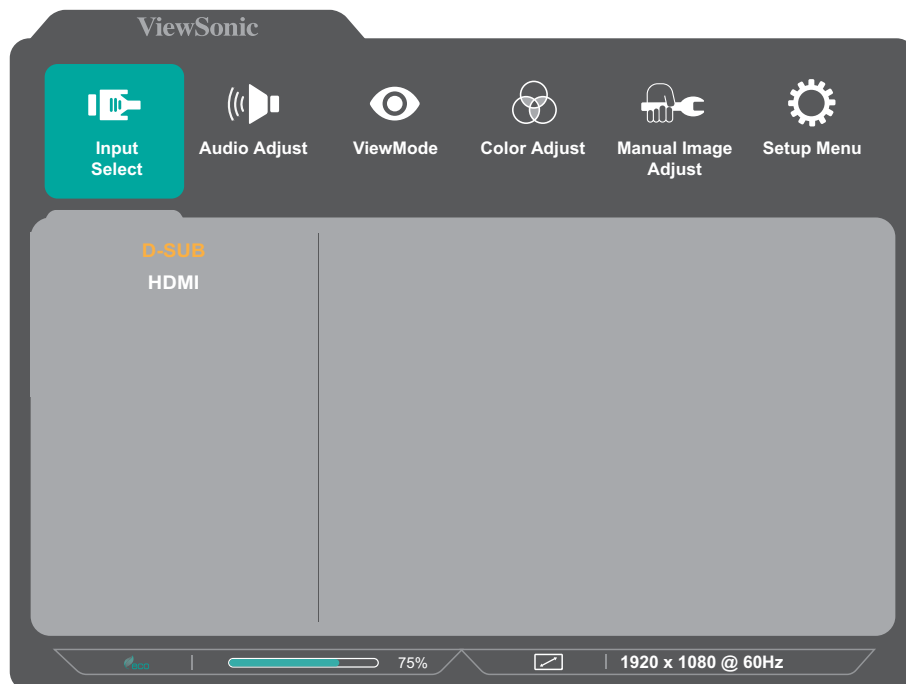 ViewSonic
Input
Select
Audio Adjust
ViewMode
Color Adjust
Manual Image
Adjust
Setup Menu
D-SUB
HDMI
ECO
75%
1920 x 1080 @ 60Hz